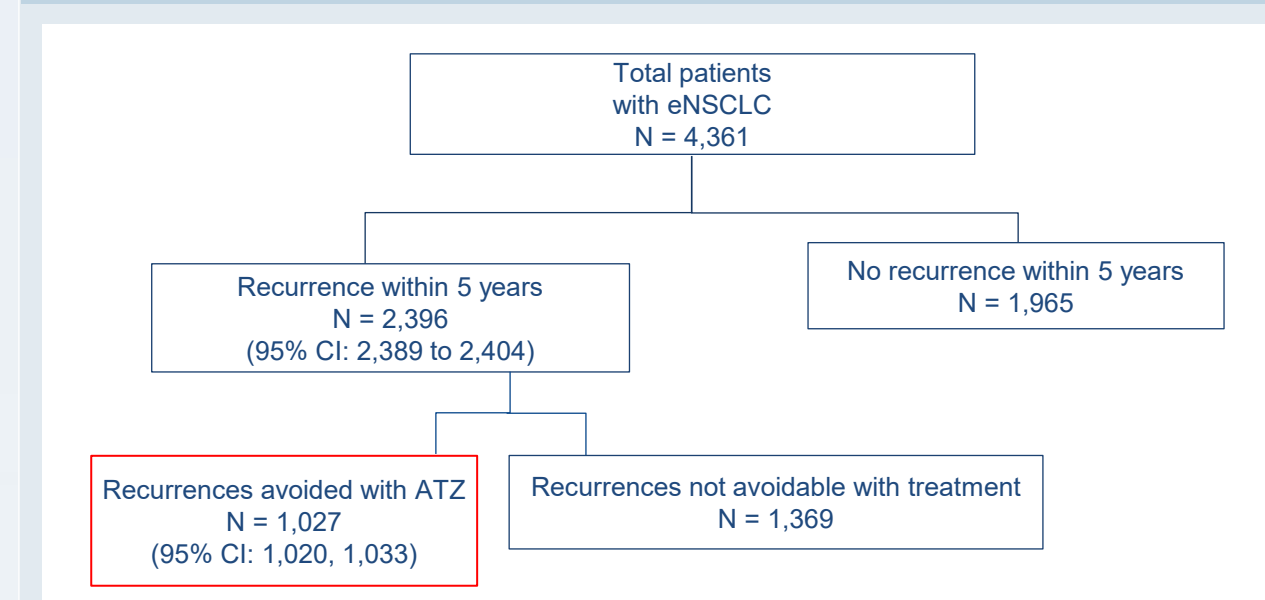 Total patients
with eNSCLC
N = 4,361
Recurrence within 5 years
N = 2,396
(95% CI: 2,389 to 2,404)
No recurrence within 5 years
N = 1,965
Recurrences avoided with ATZ
N = 1,027
(95% CI: 1,020, 1,033)
Recurrences not avoidable with treatment
N = 1,369